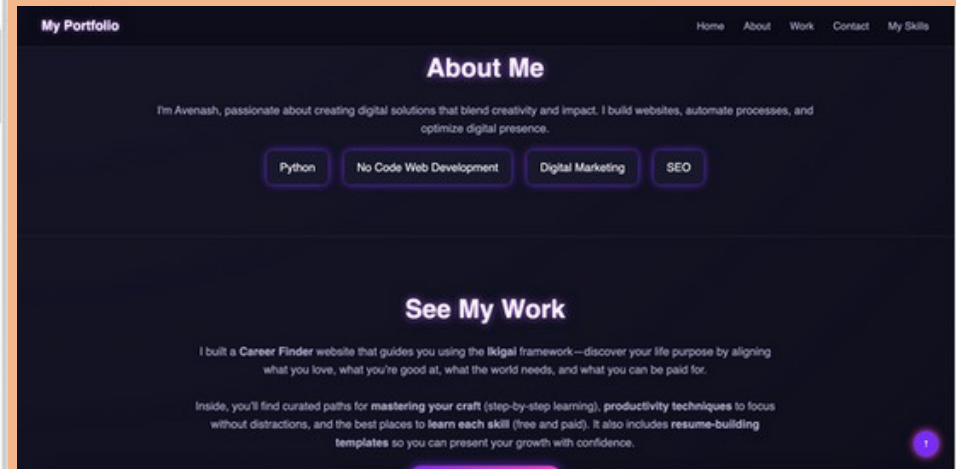 My Portfolio
Home About Work Contact My Skills
About Me
I'm Avenash, passionate about creating digital solutions that blend creativity and impact. I build websites, automate processes, and
optimize digital presence.
Python No Code Web Development Digital Marketing SEO
See My Work
I built a Career Finder website that guides you using the Ikigai framework—discover your life purpose by aligning
what you love, what you're good at, what the world needs, and what you can be paid for.
Inside, you'll find curated paths for mastering your craft (step-by-step learning), productivity techniques to focus
without distractions, and the best places to learn each skill (free and paid). It also includes resume-building
templates so you can present your growth with confidence.
↑